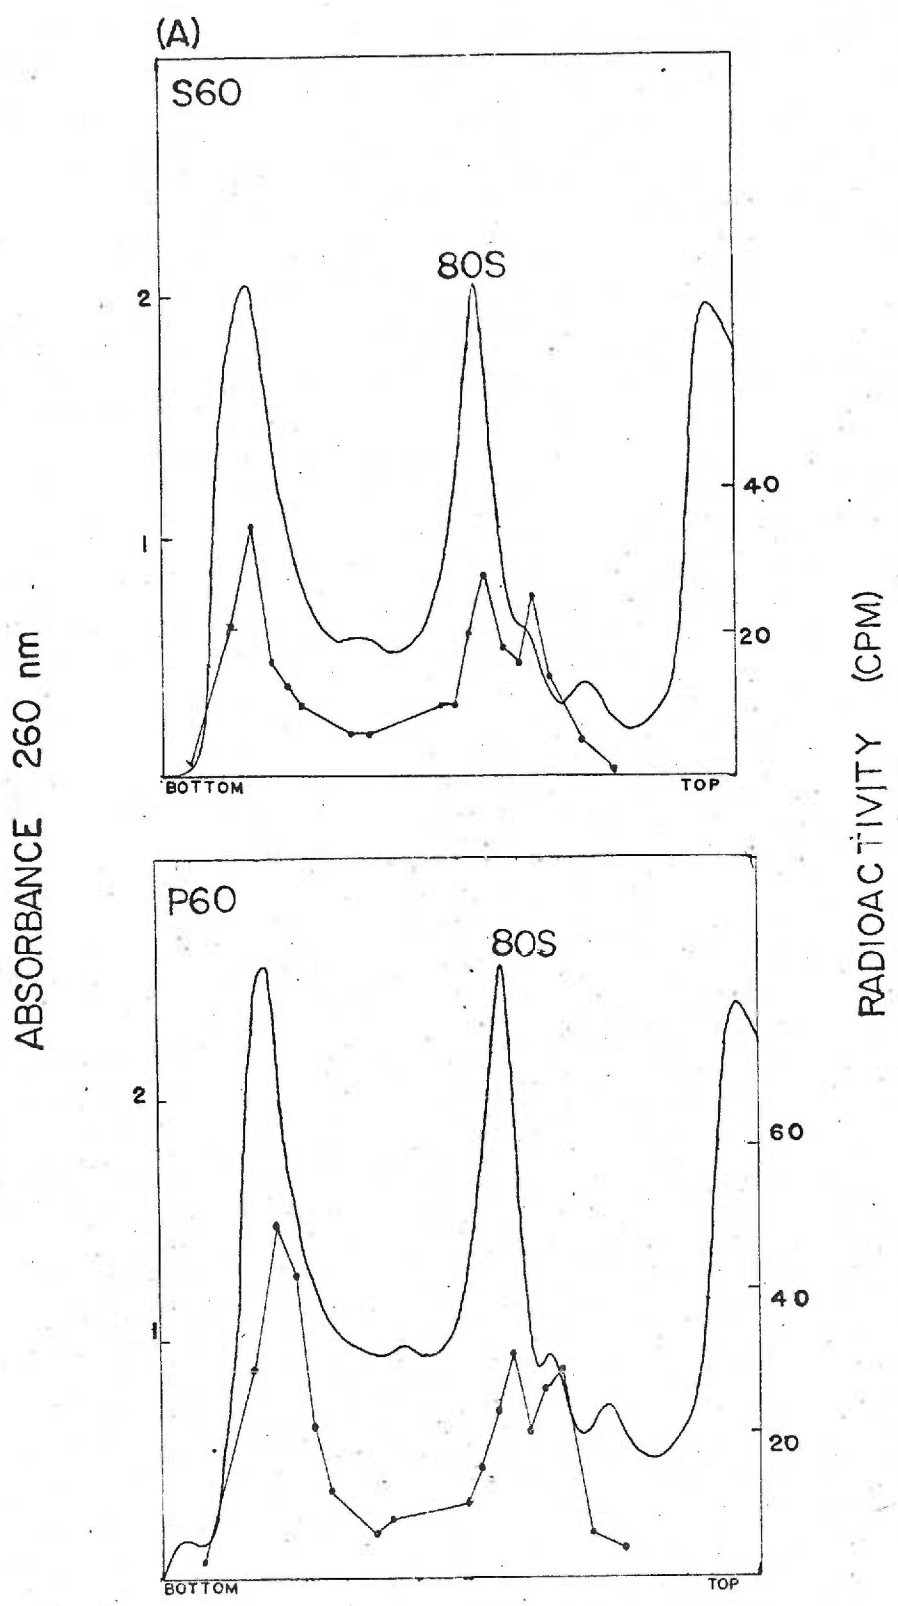 (A)
S60
80S
2
1
40
20
BOTTOM TOP
ABSORBANCE 260 nm
RADIOACTIVITY (CPM)
P60
80S
2
1
60
40
20
BOTTOM TOP